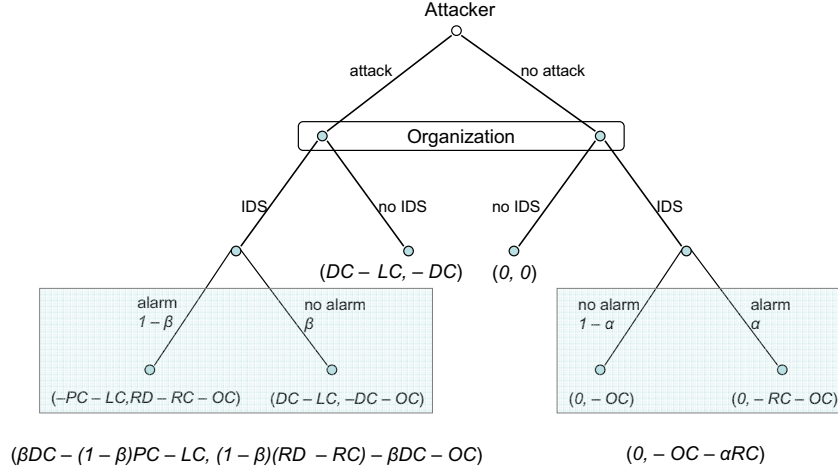 Attacker
attack
no attack
Organization
IDS
no IDS
no IDS
IDS
(DC – LC, – DC)
(0, 0)
alarm
1 – β
no alarm
β
no alarm
1 – α
alarm
α
(–PC – LC,RD – RC – OC)
(DC – LC, –DC – OC)
(0, – OC)
(0, – RC – OC)
(βDC – (1 – β)PC – LC, (1 – β)(RD – RC) – βDC – OC)
(0, – OC – αRC)